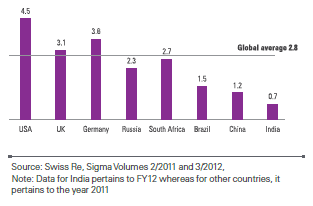 4.5
3.1
3.6
2.3
2.7
1.5
1.2
0.7
Global average 2.8
USA UK Germany Russia South Africa Brazil China India
Source: Swiss Re, Sigma Volumes 2/2011 and 3/2012,
Note: Data for India pertains to FY12 whereas for other countries, it
pertains to the year 2011